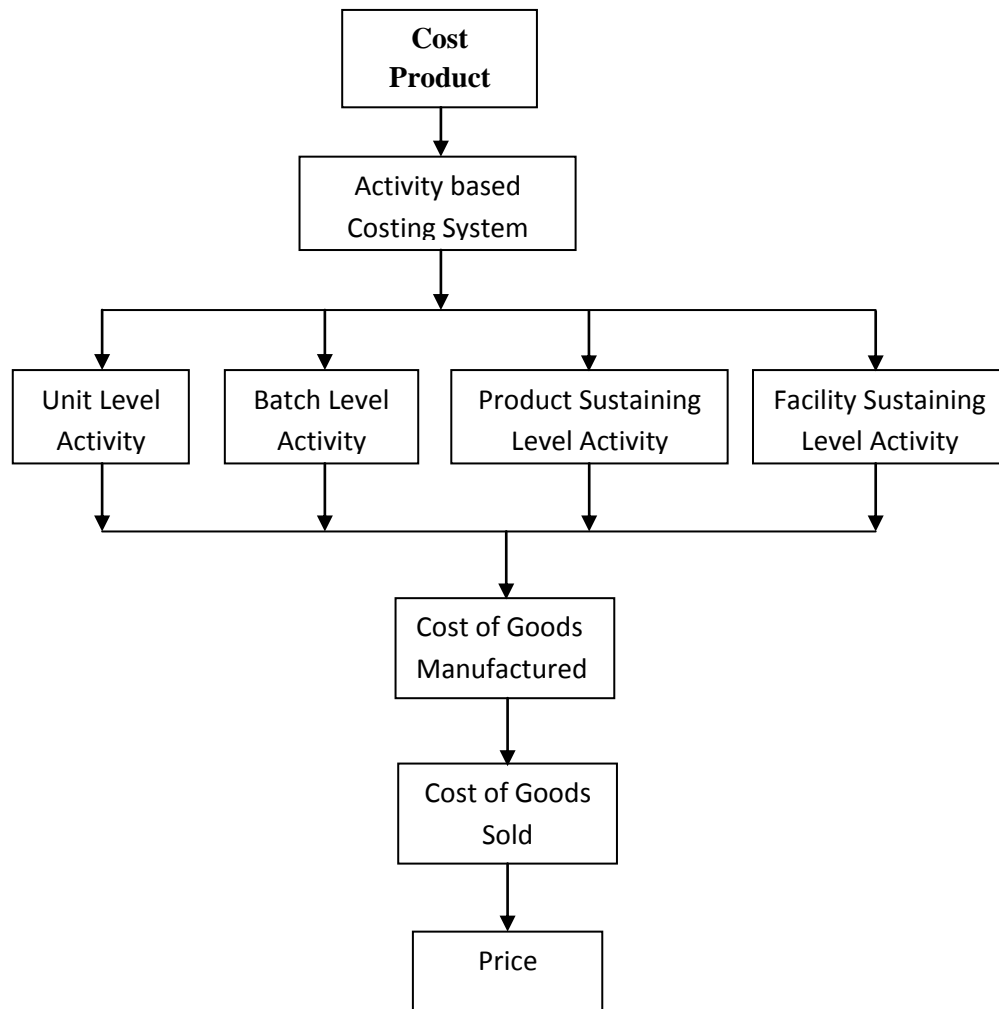 Cost
Product
Activity based
Costing System
Unit Level
Activity
Batch Level
Activity
Product Sustaining
Level Activity
Facility Sustaining
Level Activity
Cost of Goods
Manufactured
Cost of Goods
Sold
Price